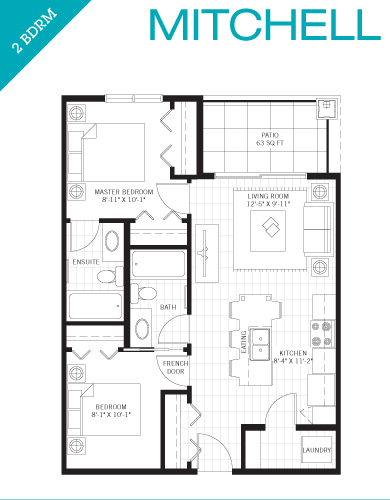 2 BDRM
MITCHELL
PATIO
63 SQ FT
MASTER BEDROOM
8'-11" X 10'-1"
LIVING ROOM
12'-5" X 9'-11"
ENSUITE
BATH
EATING
KITCHEN
8'-4" X 11'-2"
FRENCH
DOOR
BEDROOM
8'-1" X 10'-1"
LAUNDRY